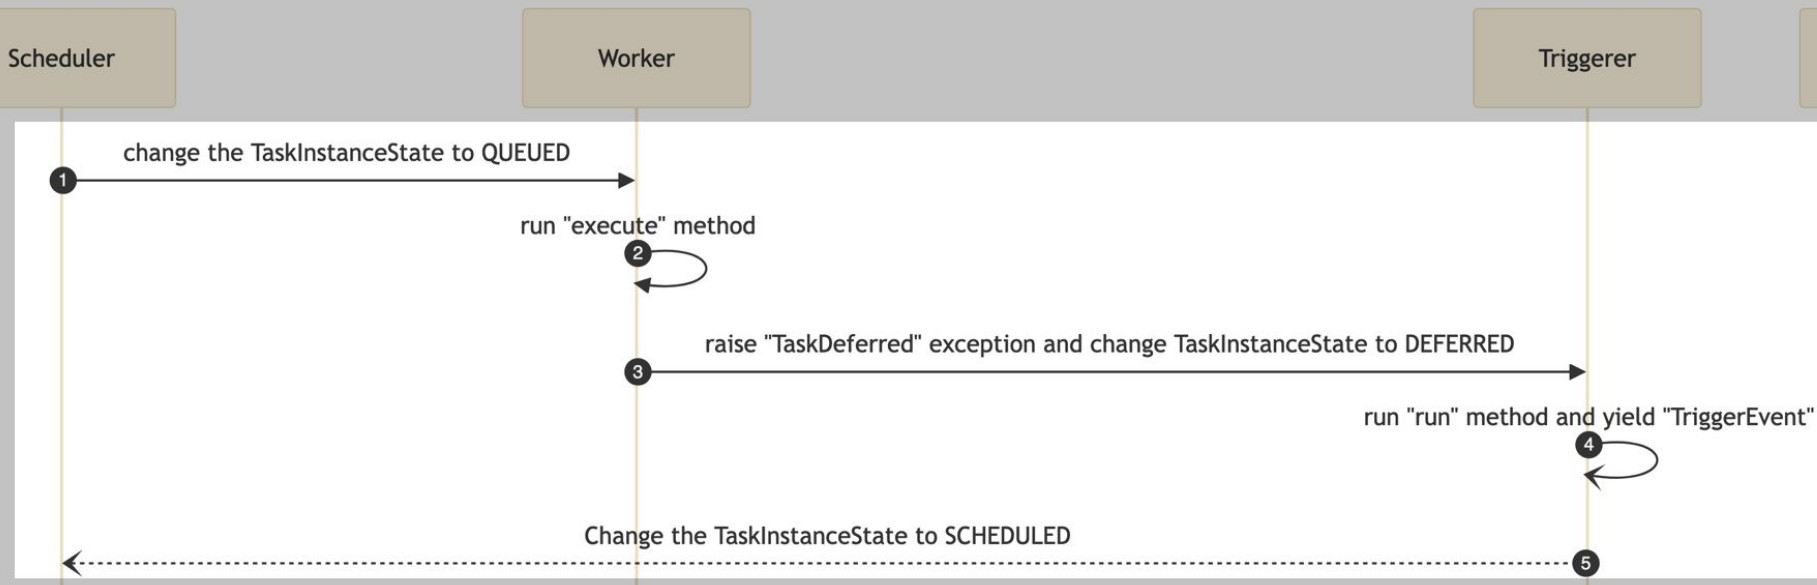 Scheduler
Worker
Triggerer
change the TaskInstanceState to QUEUED
1
run "execute" method
2
raise "TaskDeferred" exception and change TaskInstanceState to DEFERRED
3
run "run" method and yield "TriggerEvent"
4
Change the TaskInstanceState to SCHEDULED
5